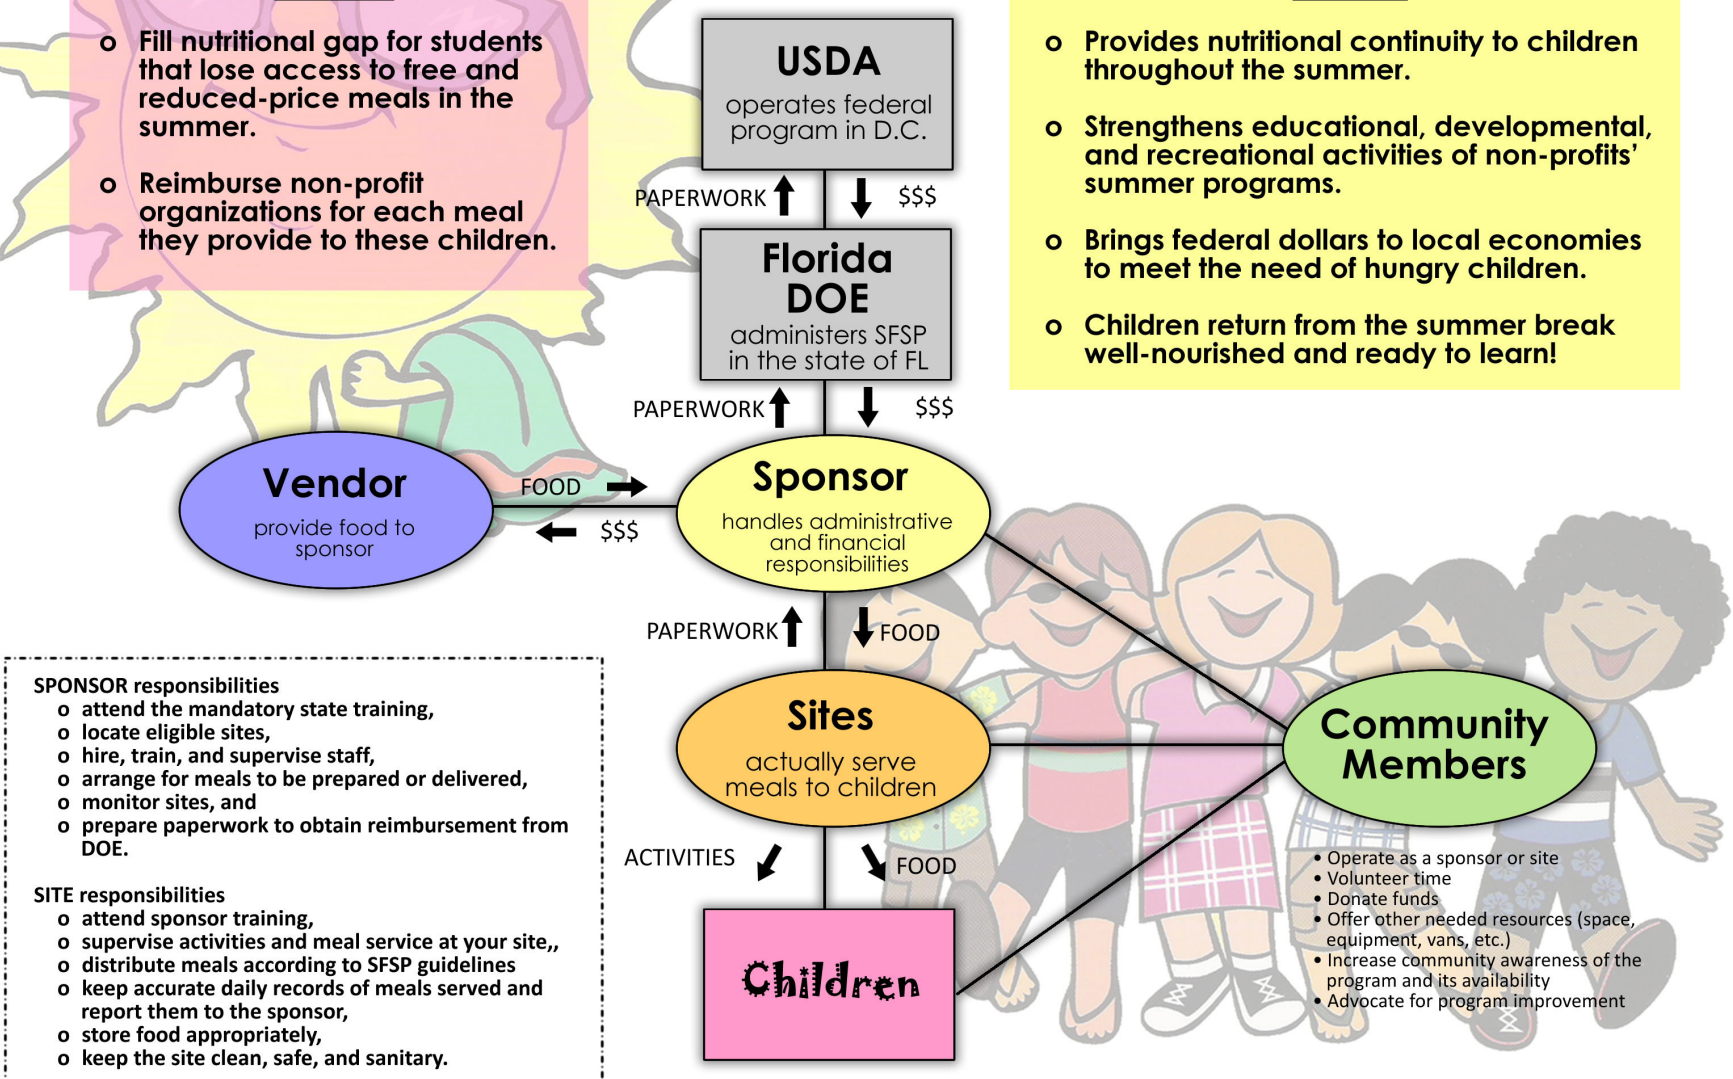 o Fill nutritional gap for students
that lose access to free and
reduced-price meals in the
summer.
o Reimburse non-profit
organizations for each meal
they provide to these children.
USDA
operates federal
program in D.C.
PAPERWORK
$$$
Florida
DOE
administers SFSP
in the state of FL
PAPERWORK
$$$
o Provides nutritional continuity to children
throughout the summer.
o Strengthens educational, developmental,
and recreational activities of non-profits’
summer programs.
o Brings federal dollars to local economies
to meet the need of hungry children.
o Children return from the summer break
well-nourished and ready to learn!
Vendor
provide food to
sponsor
FOOD
$$$
Sponsor
handles administrative
and financial
responsibilities
PAPERWORK
FOOD
Sites
actually serve
meals to children
ACTIVITIES
FOOD
Children
Community
Members
• Operate as a sponsor or site
• Volunteer time
• Donate funds
• Offer other needed resources (space,
equipment, vans, etc.)
• Increase community awareness of the
program and its availability
• Advocate for program improvement
SPONSOR responsibilities
o attend the mandatory state training,
o locate eligible sites,
o hire, train, and supervise staff,
o arrange for meals to be prepared or delivered,
o monitor sites, and
o prepare paperwork to obtain reimbursement from
DOE.
SITE responsibilities
o attend sponsor training,
o supervise activities and meal service at your site,,
o distribute meals according to SFSP guidelines
o keep accurate daily records of meals served and
report them to the sponsor,
o store food appropriately,
o keep the site clean, safe, and sanitary.